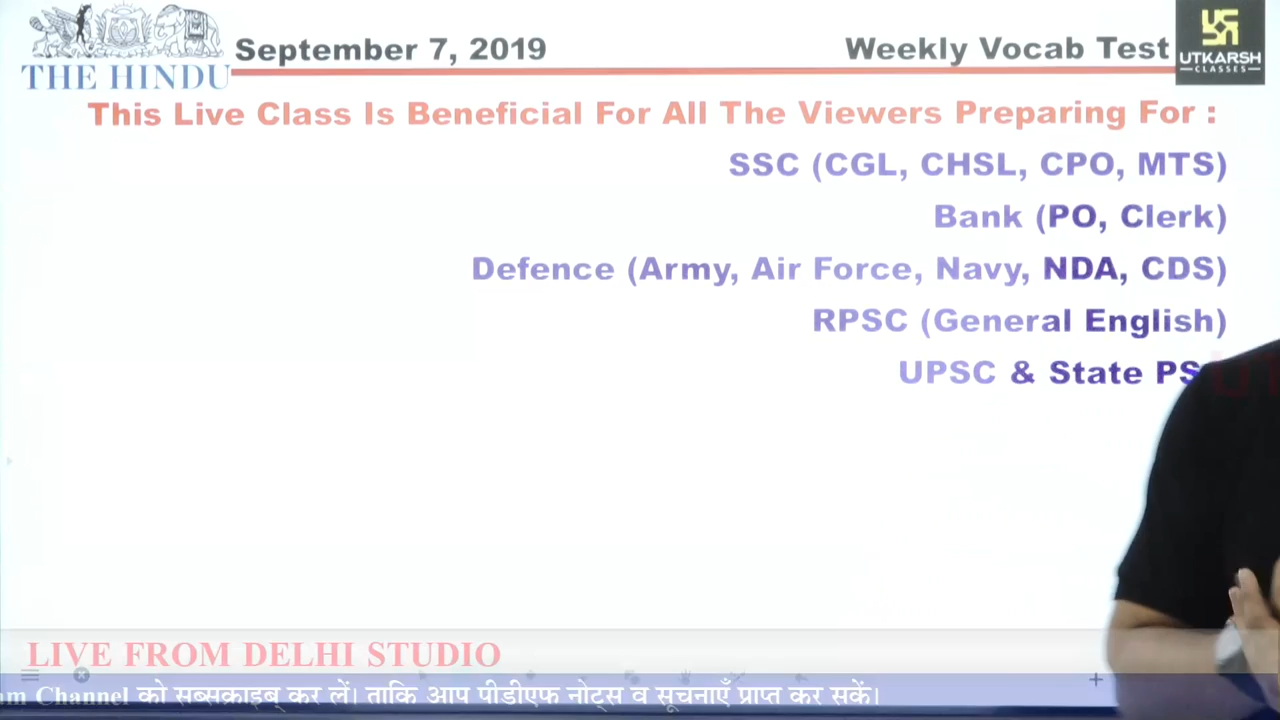 THE HINDU
September 7, 2019
Weekly Vocab Test
UTKARSH
CLASSES
This Live Class Is Beneficial For All The Viewers Preparing For :
SSC (CGL, CHSL, CPO, MTS)
Bank (PO, Clerk)
Defence (Army, Air Force, Navy, NDA, CDS)
RPSC (General English)
UPSC & State PS
LIVE FROM DELHI STUDIO
Channel को सब्सक्राइब् कर लें। ताकि आप पीडीएफ नोट्स व सूचनाएँ प्राप्त कर सकें।